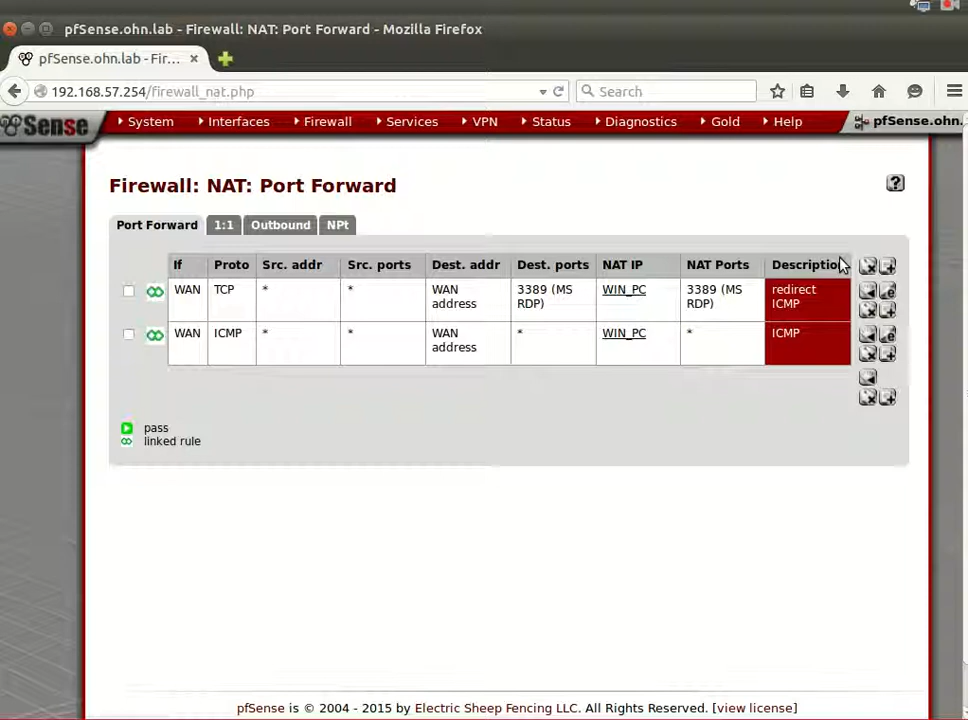 pfSense.ohn.lab - Firewall: NAT: Port Forward - Mozilla Firefox
pfSense.ohn.lab - Fir...
192.168.57.254/firewall_nat.php
Search
Sense
System Interfaces Firewall Services VPN Status Diagnostics Gold Help
pfSense.ohn.
Firewall: NAT: Port Forward
?
Port Forward 1:1 Outbound NPt
If Proto Src. addr Src. ports Dest. addr Dest. ports NAT IP NAT Ports Description
WAN TCP * * WAN address 3389 (MS RDP) WIN_PC 3389 (MS RDP) redirect ICMP
WAN ICMP * * WAN address * WIN_PC * ICMP
pass
linked rule
pfSense is © 2004 - 2015 by Electric Sheep Fencing LLC. All Rights Reserved. [view license]